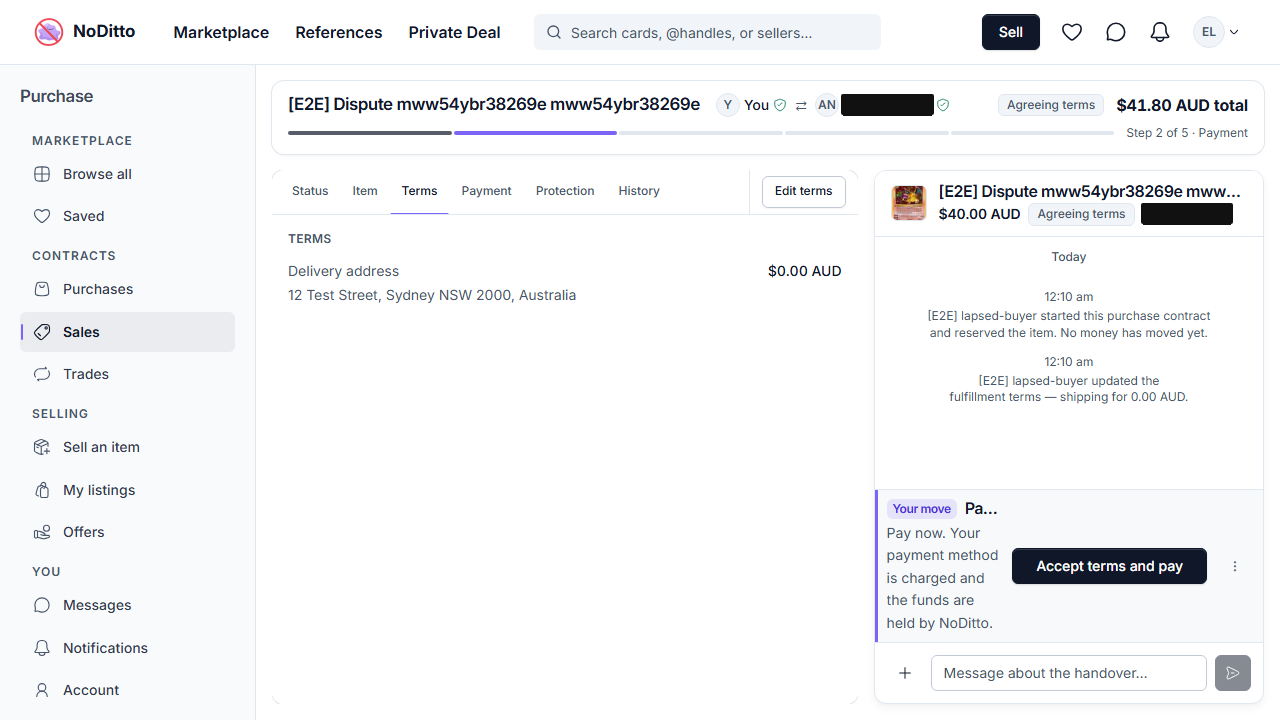 NoDitto
Marketplace
References
Private Deal
Search cards, @handles, or sellers...
Sell
EL
Purchase
MARKETPLACE
Browse all
Saved
CONTRACTS
Purchases
Sales
Trades
SELLING
Sell an item
My listings
Offers
YOU
Messages
Notifications
Account
[E2E] Dispute mww54ybr38269e mww54ybr38269e
Y
You
AN
Agreeing terms
$41.80 AUD total
Step 2 of 5 · Payment
Status
Item
Terms
Payment
Protection
History
Edit terms
TERMS
Delivery address
$0.00 AUD
12 Test Street, Sydney NSW 2000, Australia
[E2E] Dispute mww54ybr38269e mww...
$40.00 AUD
Agreeing terms
Today
12:10 am
[E2E] lapsed-buyer started this purchase contract
and reserved the item. No money has moved yet.
12:10 am
[E2E] lapsed-buyer updated the
fulfillment terms — shipping for 0.00 AUD.
Your move
Pa...
Pay now. Your
payment method
is charged and
the funds are
held by NoDitto.
Accept terms and pay
Message about the handover...